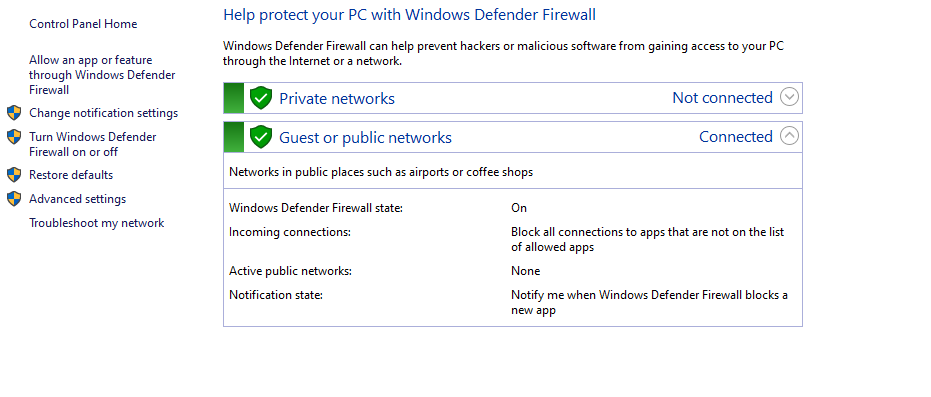 Control Panel Home
Allow an app or feature
through Windows Defender
Firewall
Change notification settings
Turn Windows Defender
Firewall on or off
Restore defaults
Advanced settings
Troubleshoot my network
Help protect your PC with Windows Defender Firewall
Windows Defender Firewall can help prevent hackers or malicious software from gaining access to your PC
through the Internet or a network.
Private networks Not connected
Guest or public networks Connected
Networks in public places such as airports or coffee shops
Windows Defender Firewall state: On
Incoming connections: Block all connections to apps that are not on the list
of allowed apps
Active public networks: None
Notification state: Notify me when Windows Defender Firewall blocks a
new app